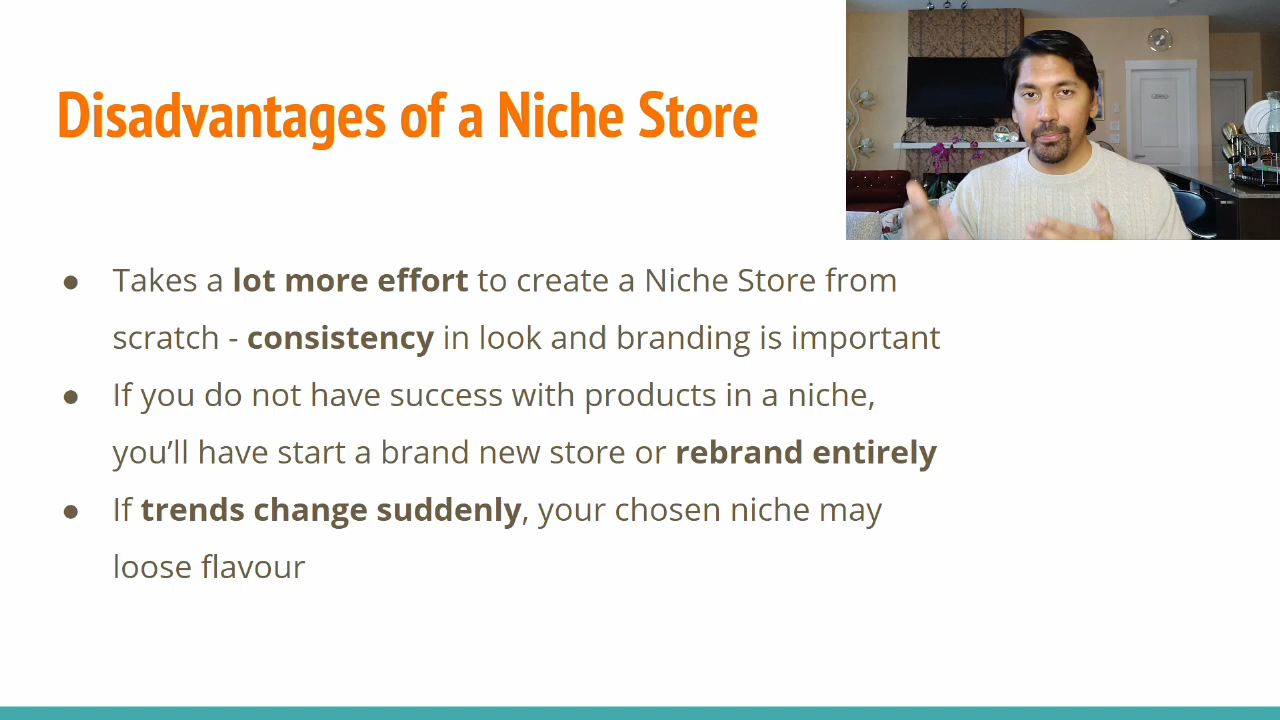 Disadvantages of a Niche Store
● Takes a lot more effort to create a Niche Store from
scratch - consistency in look and branding is important
● If you do not have success with products in a niche,
you’ll have start a brand new store or rebrand entirely
● If trends change suddenly, your chosen niche may
loose flavour